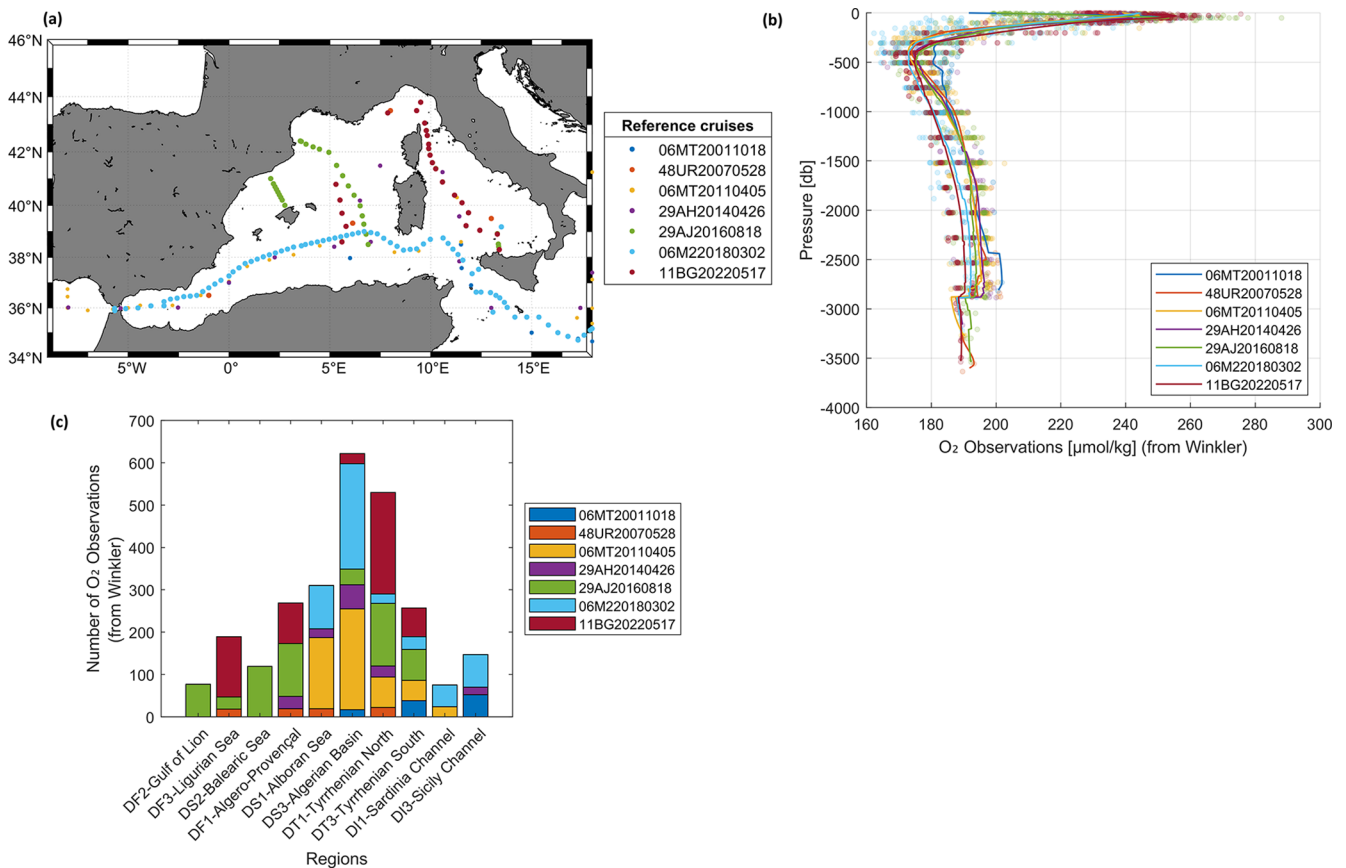 (a)
46°N
44°N
42°N
40°N
38°N
36°N
34°N
5°W
0°
5°E
10°E
15°E
Reference cruises
06MT20011018
48UR20070528
06MT20110405
29AH20140426
29AJ20160818
06M220180302
11BG20220517
(b)
0
-500
-1000
-1500
-2000
-2500
-3000
-3500
-4000
Pressure [db]
160
180
200
220
240
260
280
300
O₂ Observations [µmol/kg] (from Winkler)
06MT20011018
48UR20070528
06MT20110405
29AH20140426
29AJ20160818
06M220180302
11BG20220517
(c)
700
600
500
400
300
200
100
0
Number of O₂ Observations
(from Winkler)
DF2-Gulf of Lion
DF3-Ligurian Sea
DS2-Balearic Sea
DF1-Algero-Provençal
DS1-Alboran Sea
DS3-Algerian Basin
DT1-Tyrrhenian North
DT3-Tyrrhenian South
DI1-Sardinia Channel
DI3-Sicily Channel
Regions
06MT20011018
48UR20070528
06MT20110405
29AH20140426
29AJ20160818
06M220180302
11BG20220517